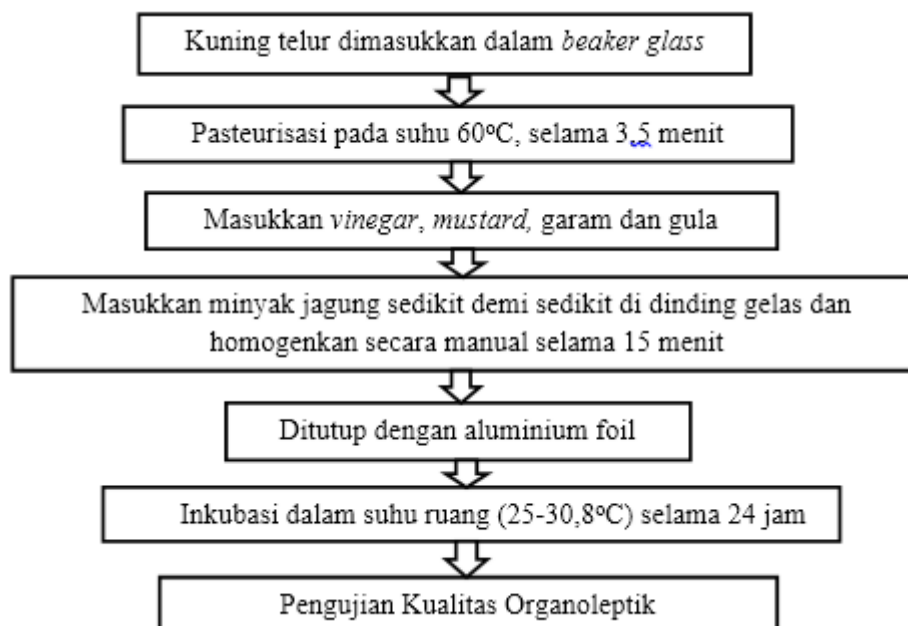 Kuning telur dimasukkan dalam beaker glass
Pasteurisasi pada suhu 60°C, selama 3,5 menit
Masukkan vinegar, mustard, garam dan gula
Masukkan minyak jagung sedikit demi sedikit di dinding gelas dan
homogenkan secara manual selama 15 menit
Ditutup dengan aluminium foil
Inkubasi dalam suhu ruang (25-30,8°C) selama 24 jam
Pengujian Kualitas Organoleptik